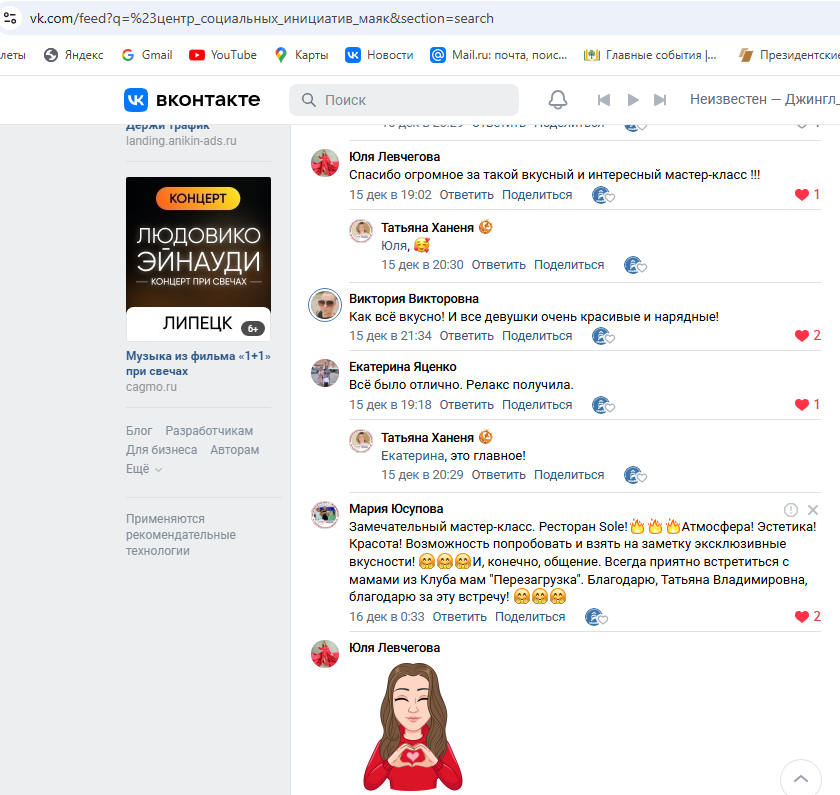 vk.com/feed?q=%23центр_социальных_инициатив_маяк&section=search
леты Яндекс Gmail YouTube Карты Новости Mail.ru: почта, поис... Главные события |... Президентские
вконтакте Поиск Неизвестен — Джингл_
Держи трафик
landing.anikin-ads.ru
КОНЦЕРТ
ЛЮДОВИКО
ЭЙНАУДИ
КОНЦЕРТ ПРИ СВЕЧАХ
ЛИПЕЦК 6+
Музыка из фильма «1+1»
при свечах
cagmo.ru
Блог Разработчикам
Для бизнеса Авторам
Ещё
Применяются
рекомендательные
технологии
Юля Левчегова
Спасибо огромное за такой вкусный и интересный мастер-класс !!!
15 дек в 19:02 Ответить Поделиться 1
Татьяна Ханеня
Юля, 🥰
15 дек в 20:30 Ответить Поделиться
Виктория Викторовна
Как всё вкусно! И все девушки очень красивые и нарядные!
15 дек в 21:34 Ответить Поделиться 2
Екатерина Яценко
Всё было отлично. Релакс получила.
15 дек в 19:18 Ответить Поделиться 1
Татьяна Ханеня
Екатерина, это главное!
15 дек в 20:29 Ответить Поделиться
Мария Юсупова
Замечательный мастер-класс. Ресторан Sole!🔥🔥🔥Атмосфера! Эстетика!
Красота! Возможность попробовать и взять на заметку эксклюзивные
вкусности! 🤗🤗🤗И, конечно, общение. Всегда приятно встретиться с
мамами из Клуба мам "Перезагрузка". Благодарю, Татьяна Владимировна,
благодарю за эту встречу! 🤗🤗🤗
16 дек в 0:33 Ответить Поделиться 2
Юля Левчегова